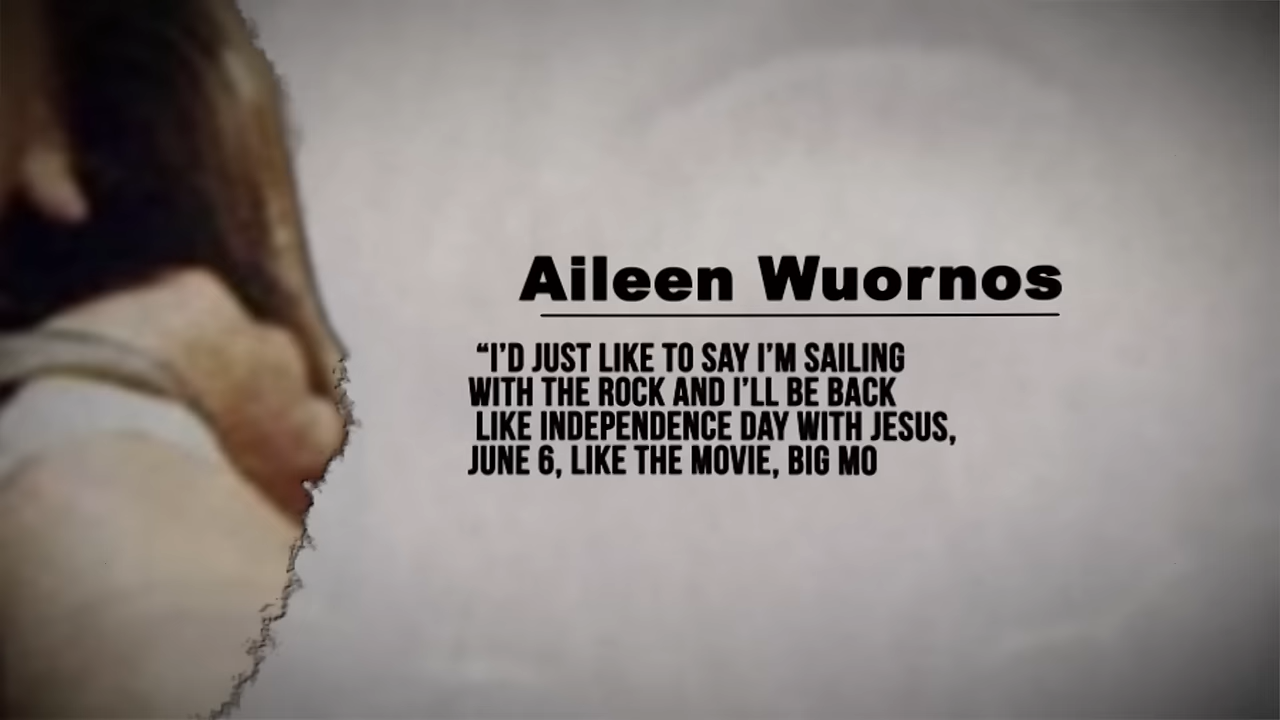 Aileen Wuornos
“I’D JUST LIKE TO SAY I’M SAILING
WITH THE ROCK AND I’LL BE BACK
LIKE INDEPENDENCE DAY WITH JESUS,
JUNE 6, LIKE THE MOVIE, BIG MO